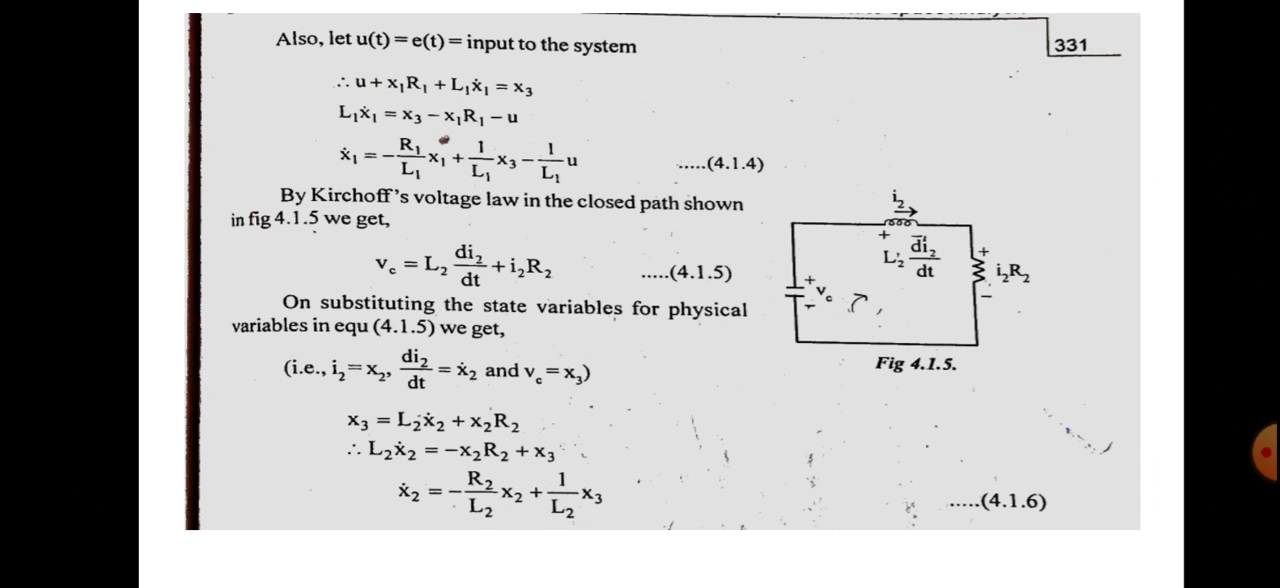 331
Also, let u(t) = e(t) = input to the system
∴ u + x₁R₁ + L₁ẋ₁ = x₃
L₁ẋ₁ = x₃ − x₁R₁ − u
ẋ₁ = −R₁/L₁ x₁ + 1/L₁ x₃ − 1/L₁ u .....(4.1.4)
By Kirchoff's voltage law in the closed path shown
in fig 4.1.5 we get,
v_c = L₂ di₂/dt + i₂R₂ .....(4.1.5)
On substituting the state variables for physical
variables in equ (4.1.5) we get,
(i.e., i₂ = x₂, di₂/dt = ẋ₂ and v_c = x₃)
x₃ = L₂ẋ₂ + x₂R₂
∴ L₂ẋ₂ = −x₂R₂ + x₃
ẋ₂ = −R₂/L₂ x₂ + 1/L₂ x₃ .....(4.1.6)
i₂
+ −
L₂ di₂/dt
+
i₂R₂
−
+
v_c
−
Fig 4.1.5.